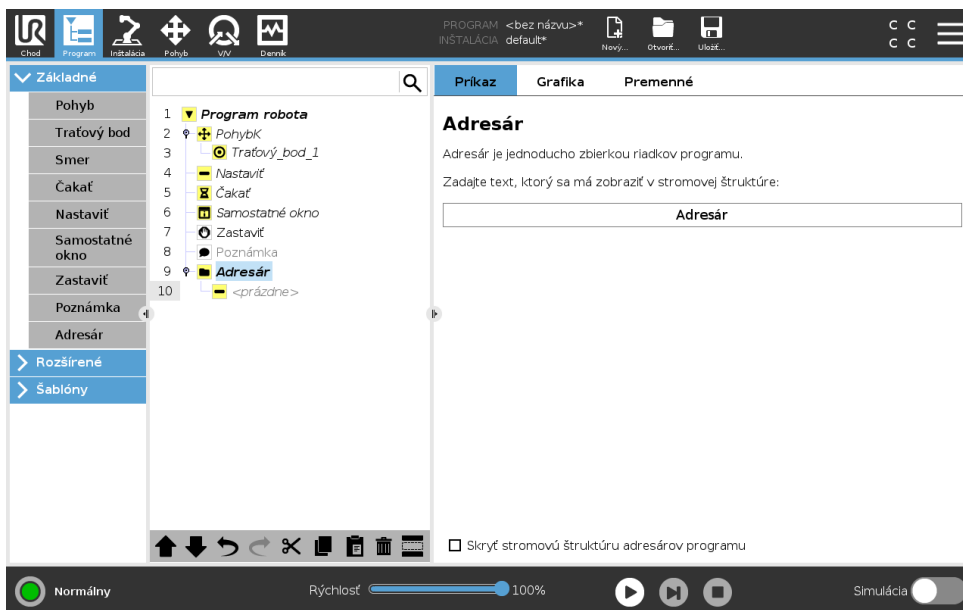 UR
Chod
Program
Inštalácia
Pohyb
V/V
Denník
PROGRAM <bez názvu>*
INŠTALÁCIA default*
Nový...
Otvoriť...
Uložiť...
C C
C C
Základné
Pohyb
Traťový bod
Smer
Čakať
Nastaviť
Samostatné
okno
Zastaviť
Poznámka
Adresár
Rozšírené
Šablóny
1 Program robota
2 PohybK
3 Traťový_bod_1
4 Nastaviť
5 Čakať
6 Samostatné okno
7 Zastaviť
8 Poznámka
9 Adresár
10 <prázdne>
Príkaz Grafika Premenné
Adresár
Adresár je jednoducho zbierkou riadkov programu.
Zadajte text, ktorý sa má zobraziť v stromovej štruktúre:
Adresár
Skryť stromovú štruktúru adresárov programu
Normálny
Rýchlosť 100%
Simulácia